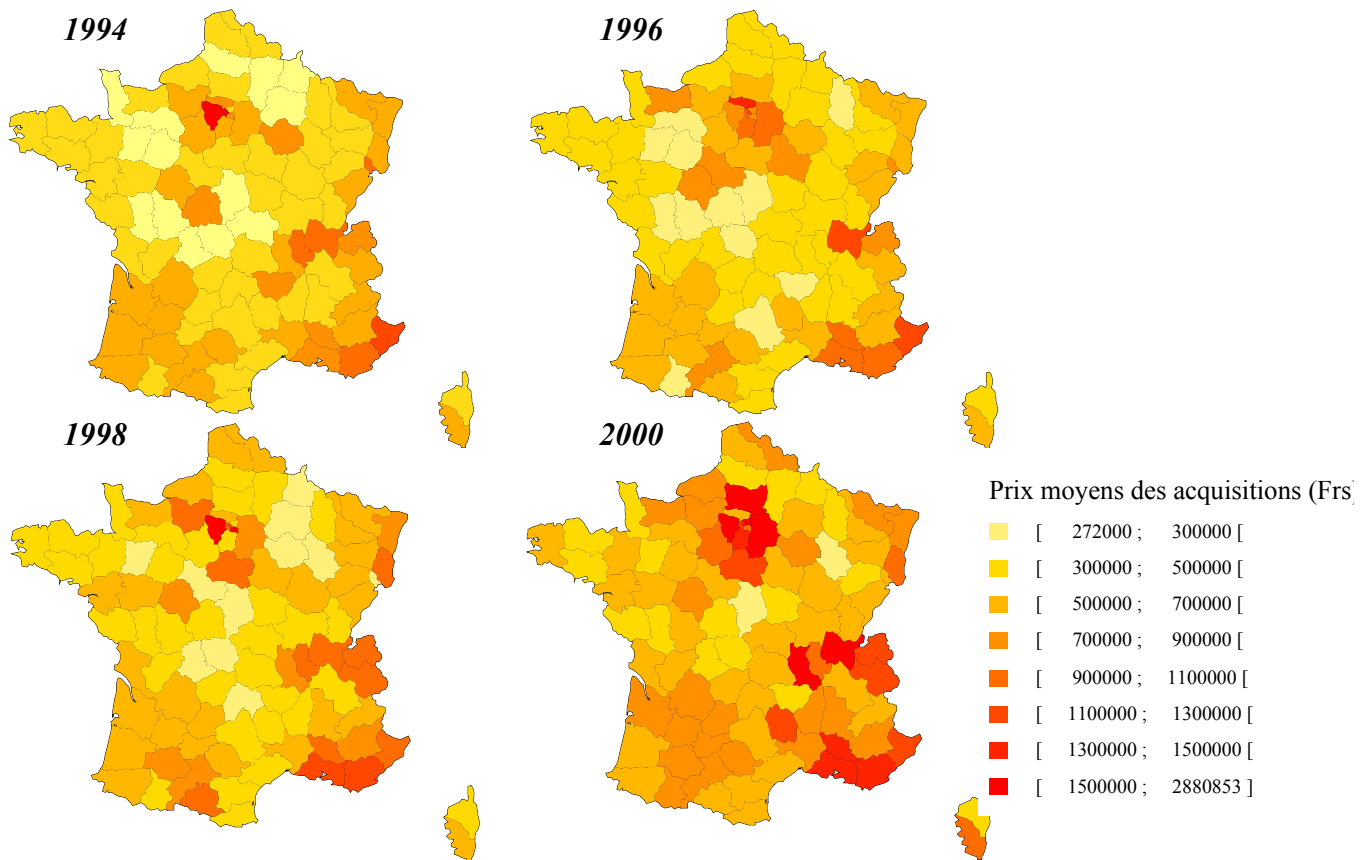 1994
1996
1998
2000
Prix moyens des acquisitions (Frs)
[ 272000 ; 300000 [
[ 300000 ; 500000 [
[ 500000 ; 700000 [
[ 700000 ; 900000 [
[ 900000 ; 1100000 [
[ 1100000 ; 1300000 [
[ 1300000 ; 1500000 [
[ 1500000 ; 2880853 ]